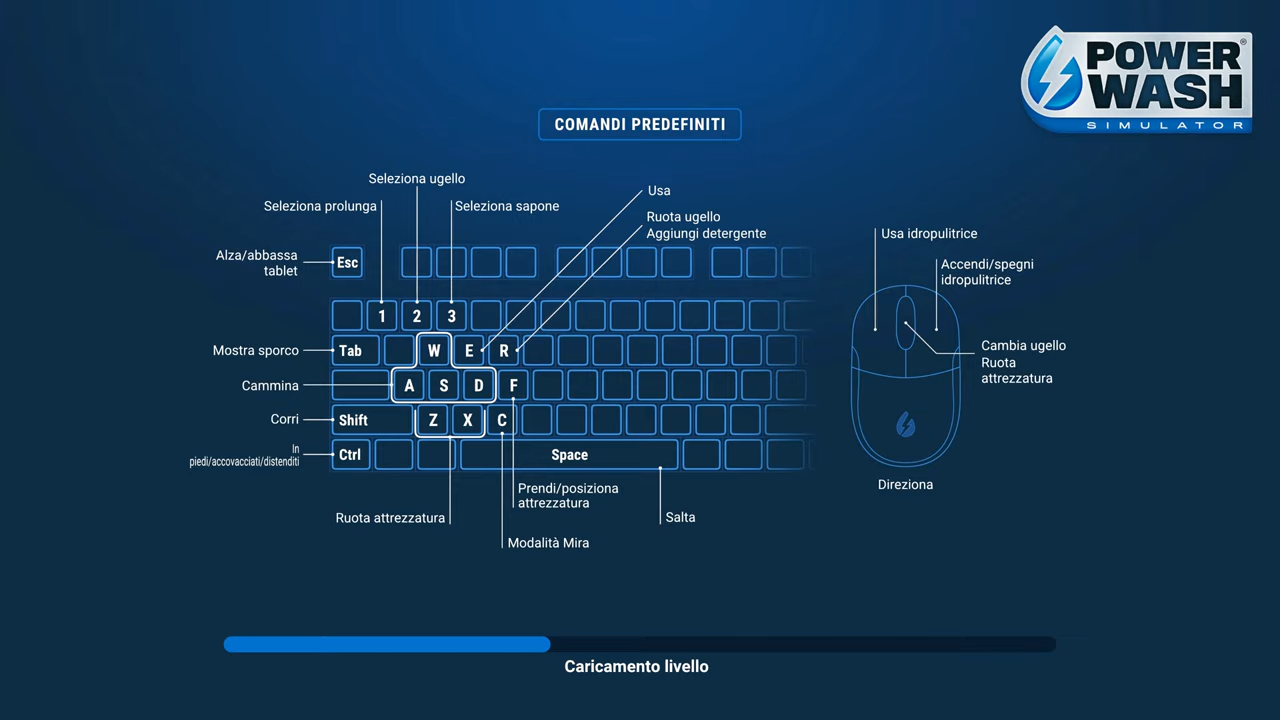 POWER
WASH
SIMULATOR
COMANDI PREDEFINITI
Seleziona ugello
Seleziona prolunga
Seleziona sapone
Usa
Ruota ugello
Aggiungi detergente
Alza/abbassa
tablet
Esc
1 2 3
Mostra sporco
Tab W E R
Cammina
A S D F
Corri
Shift Z X C
In
piedi/accovacciati/distenditi
Ctrl Space
Prendi/posiziona
attrezzatura
Ruota attrezzatura
Salta
Modalità Mira
Usa idropulitrice
Accendi/spegni
idropulitrice
Cambia ugello
Ruota
attrezzatura
Direziona
Caricamento livello